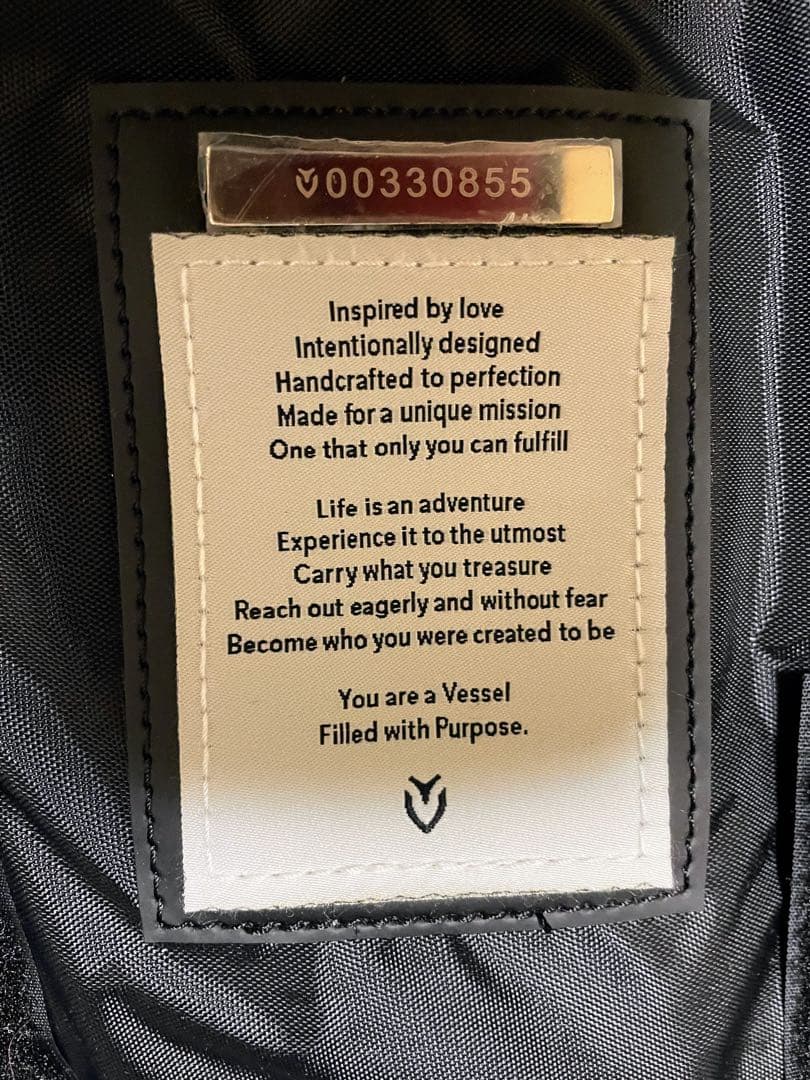 00330855
Inspired by love
Intentionally designed
Handcrafted to perfection
Made for a unique mission
One that only you can fulfill
Life is an adventure
Experience it to the utmost
Carry what you treasure
Reach out eagerly and without fear
Become who you were created to be
You are a Vessel
Filled with Purpose.